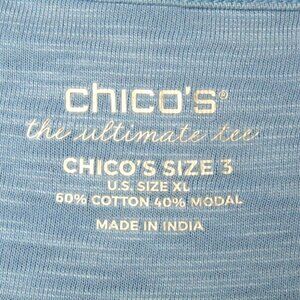 chico's®
the ultimate tee
CHICO'S SIZE 3
U.S. SIZE XL
60% COTTON 40% MODAL
MADE IN INDIA